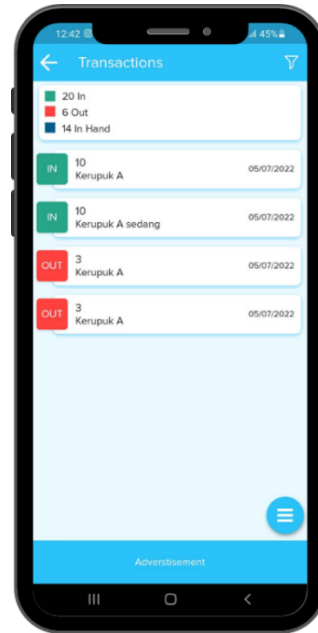 12:42
45%
Transactions
20 In
6 Out
14 In Hand
IN
10
Kerupuk A
05/07/2022
IN
10
Kerupuk A sedang
05/07/2022
OUT
3
Kerupuk A
05/07/2022
OUT
3
Kerupuk A
05/07/2022
Adverstisement